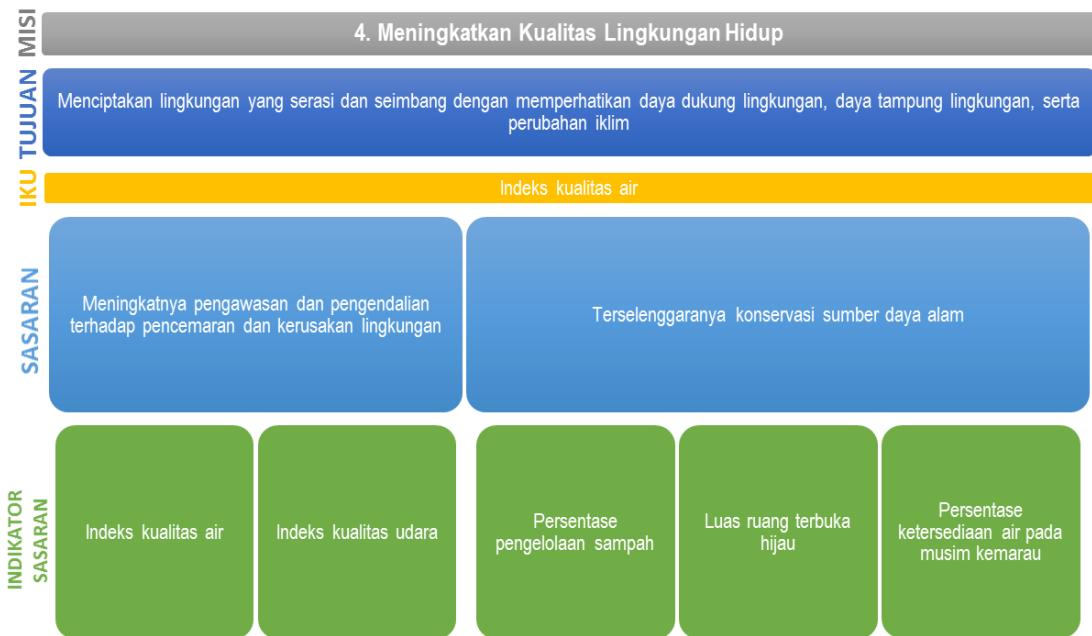 MISI
4. Meningkatkan Kualitas Lingkungan Hidup
TUJUAN
Menciptakan lingkungan yang serasi dan seimbang dengan memperhatikan daya dukung lingkungan, daya tampung lingkungan, serta
perubahan iklim
IKU
Indeks kualitas air
SASARAN
Meningkatnya pengawasan dan pengendalian
terhadap pencemaran dan kerusakan lingkungan
Terselenggaranya konservasi sumber daya alam
INDIKATOR
SASARAN
Indeks kualitas air
Indeks kualitas udara
Persentase
pengelolaan sampah
Luas ruang terbuka
hijau
Persentase
ketersediaan air pada
musim kemarau